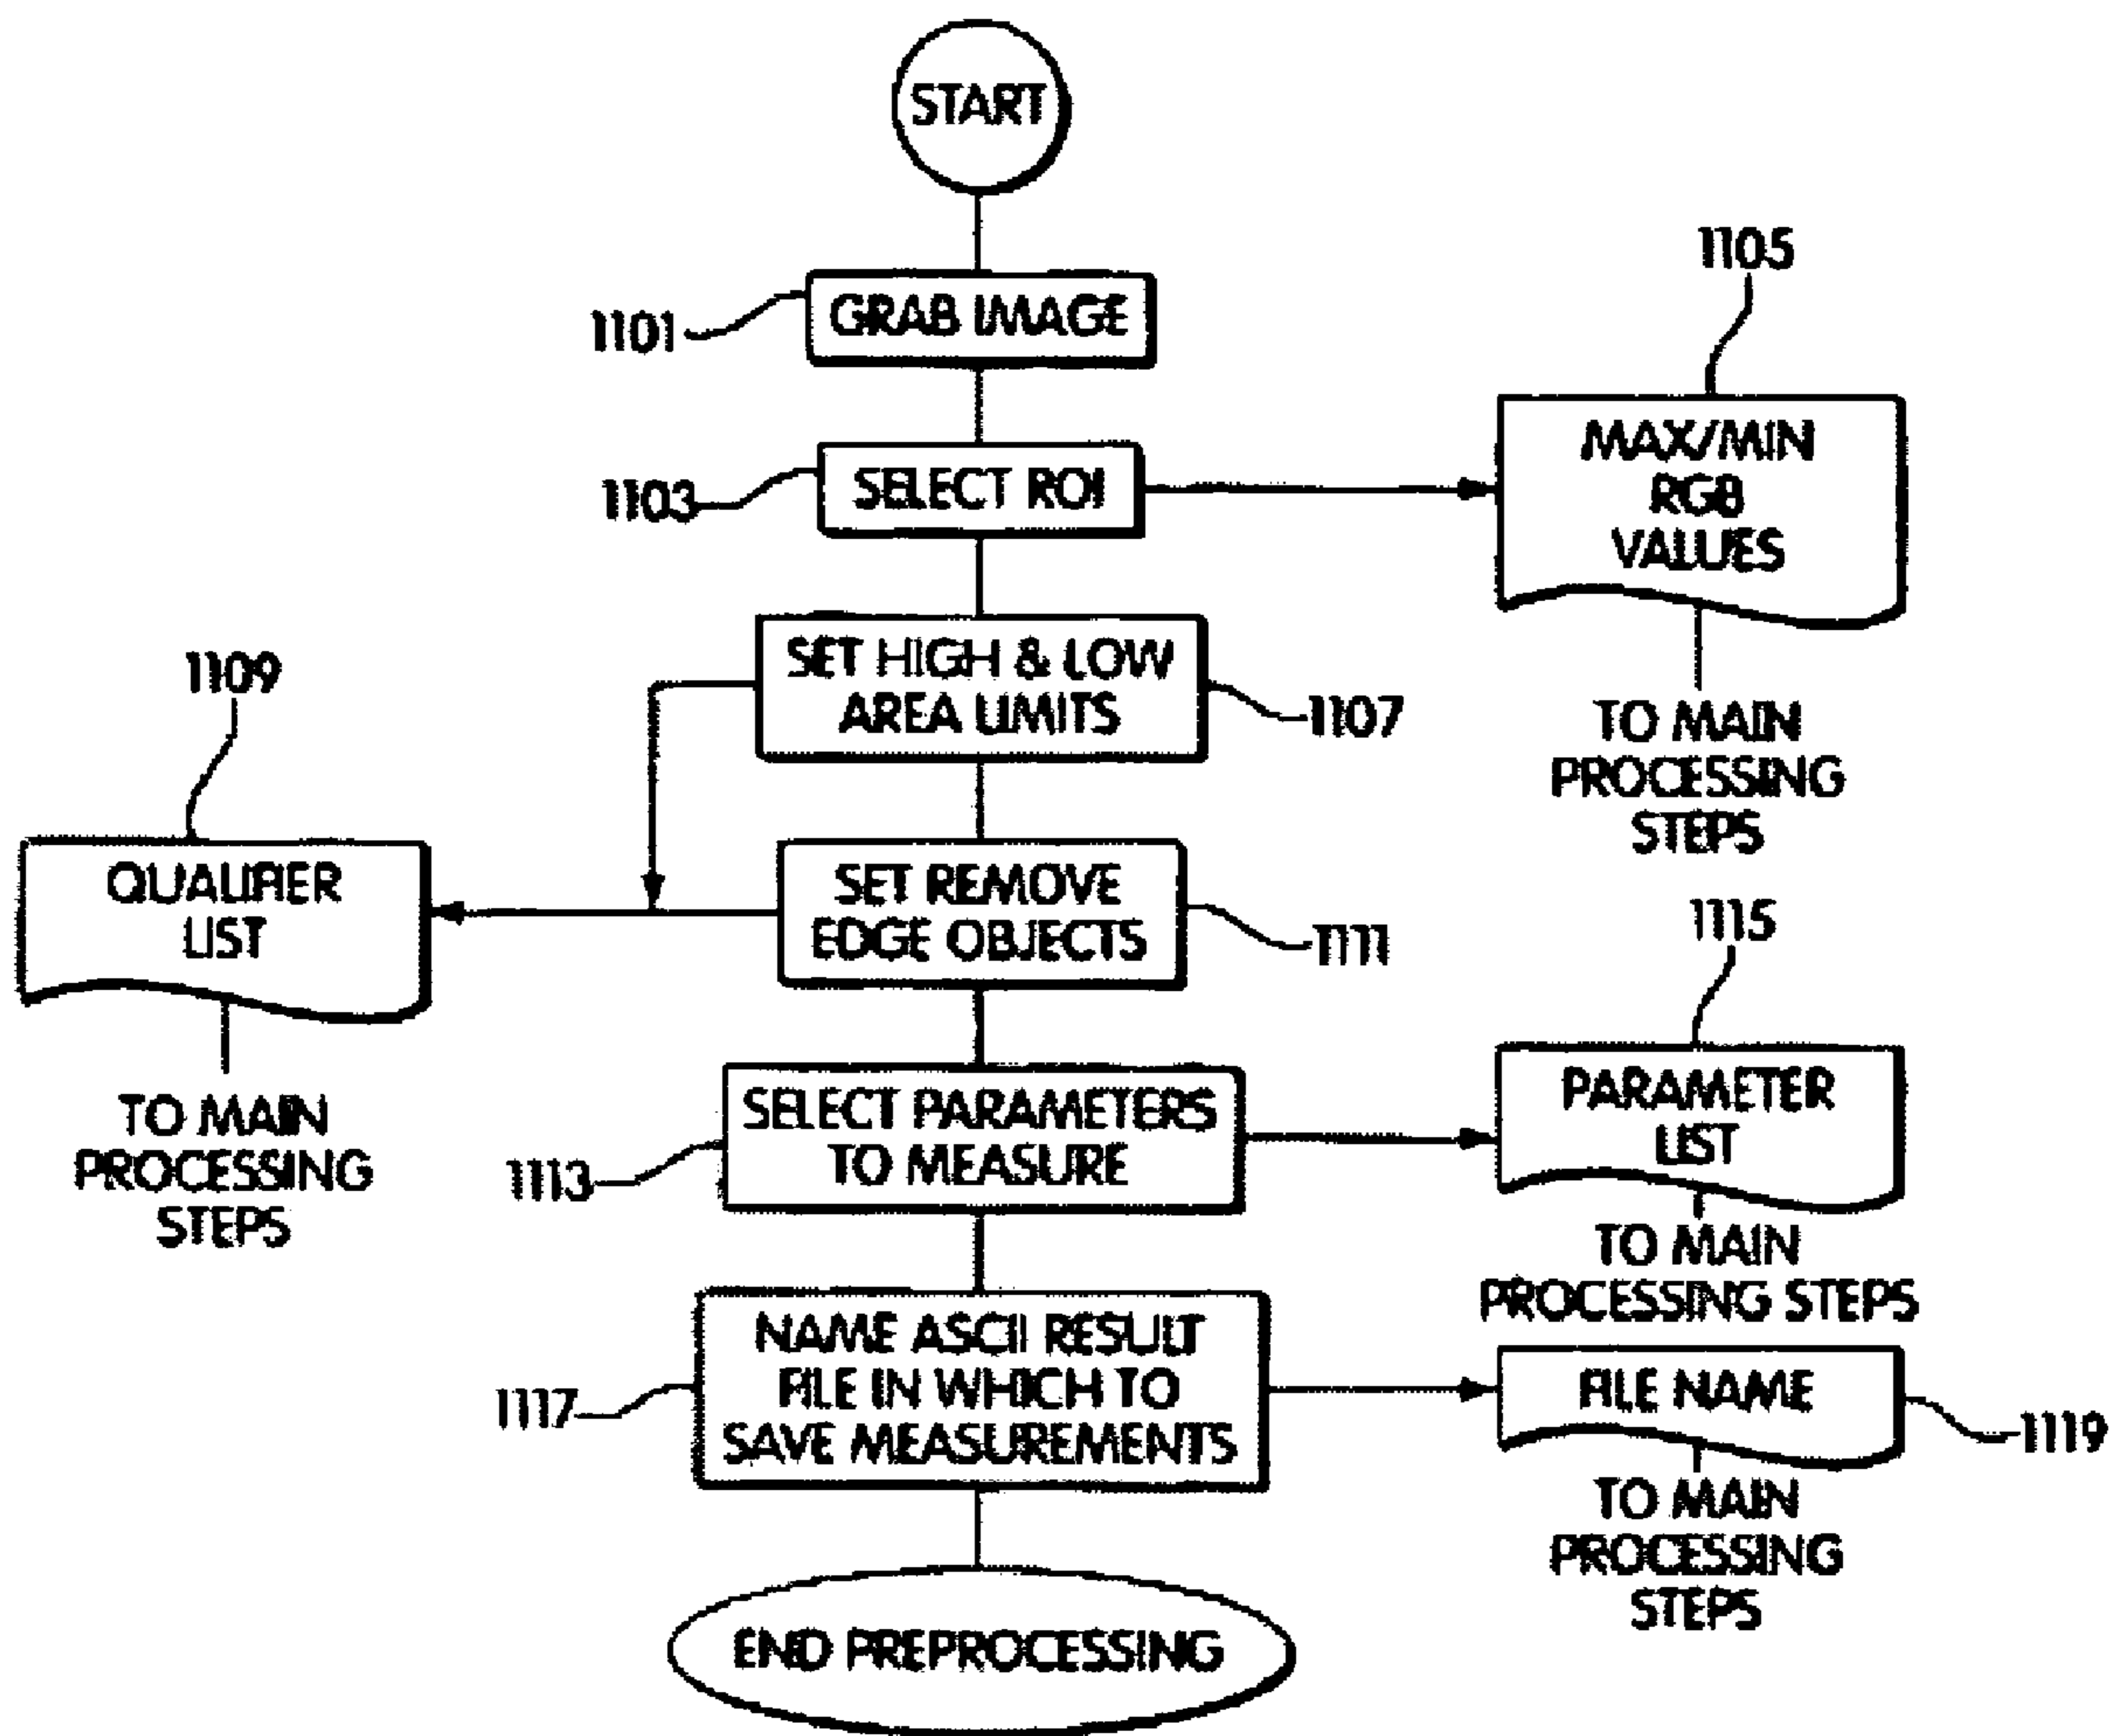 START
1101
GRAB IMAGE
1105
1103
SELECT ROI
MAX/MIN
RGB
VALUES
TO MAIN
PROCESSING
STEPS
SET HIGH & LOW
AREA LIMITS
1107
1109
QUALIFIER
LIST
TO MAIN
PROCESSING
STEPS
SET REMOVE
EDGE OBJECTS
1111
1113
SELECT PARAMETERS
TO MEASURE
1115
PARAMETER
LIST
TO MAIN
PROCESSING STEPS
1117
NAME ASCII RESULT
FILE IN WHICH TO
SAVE MEASUREMENTS
FILE NAME
1119
TO MAIN
PROCESSING
STEPS
END PREPROCESSING